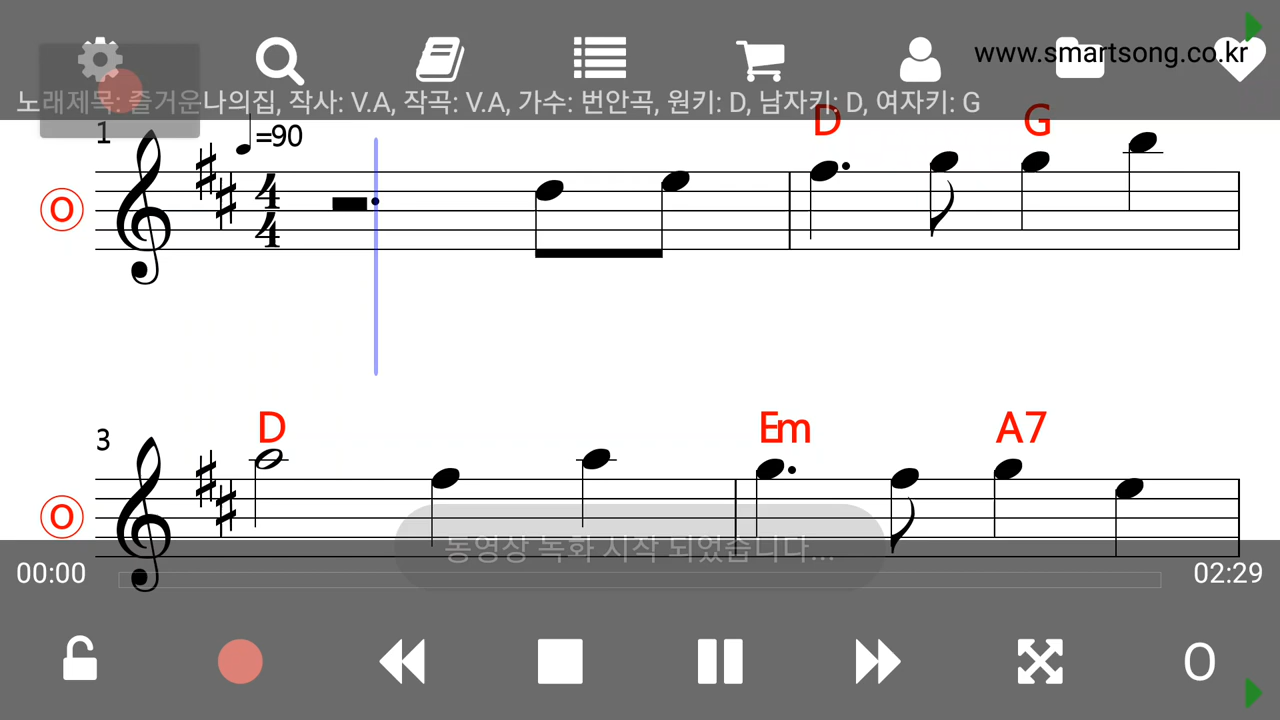 www.smartsong.co.kr
노래제목: 즐거운나의집, 작사: V.A, 작곡: V.A, 가수: 번안곡, 원키: D, 남자키: D, 여자키: G
1 =90 D G
4
4
O
3 D Em A7
O
동영상 녹화 시작 되었습니다...
00:00 02:29
O